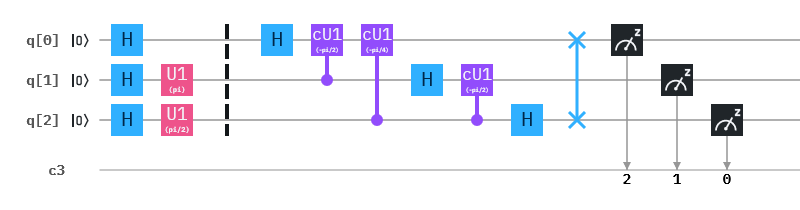 q[0] |0⟩ H H cU1 (-pi/2) cU1 (-pi/4) z
q[1] |0⟩ H U1 (pi) H cU1 (-pi/2) z
q[2] |0⟩ H U1 (pi/2) H z
c3
2 1 0